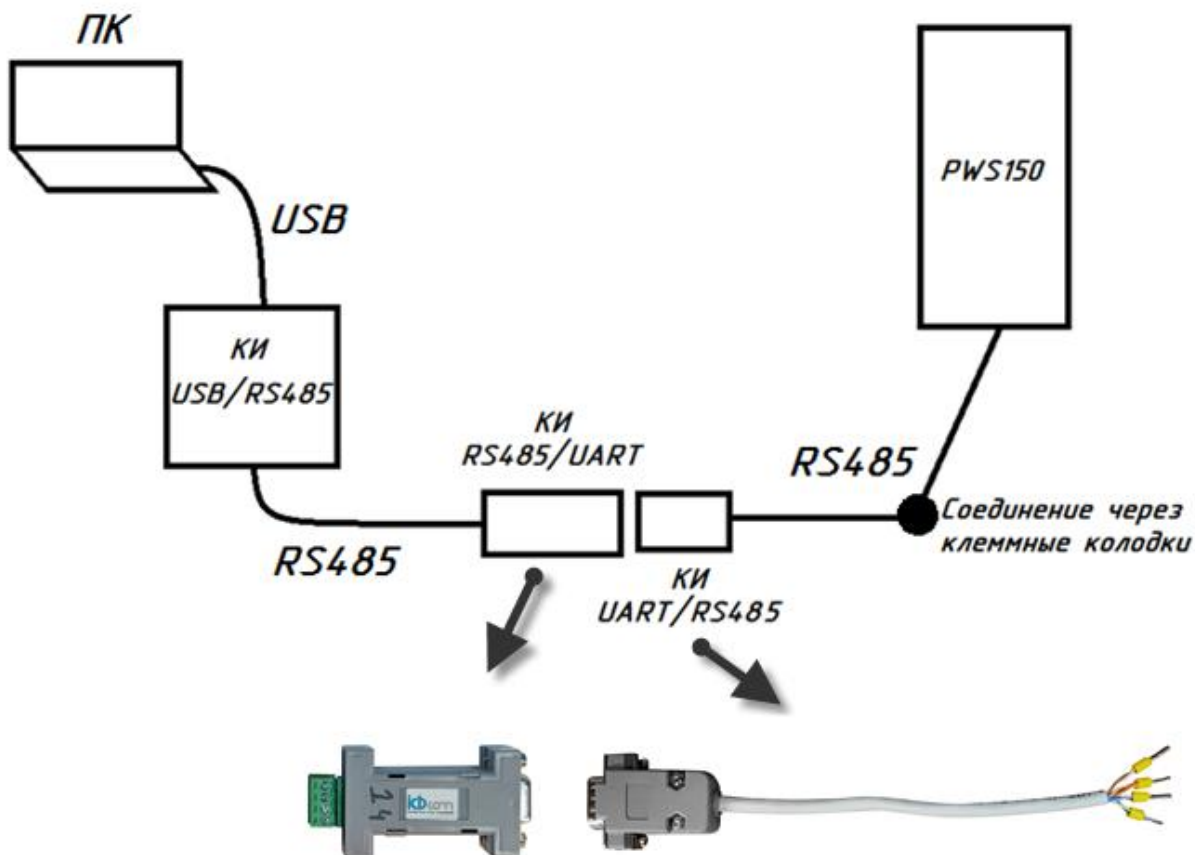 ПК
USB
КИ
USB/RS485
RS485
КИ
RS485/UART
КИ
UART/RS485
RS485
PWS150
Соединение через
клеммные колодки
14